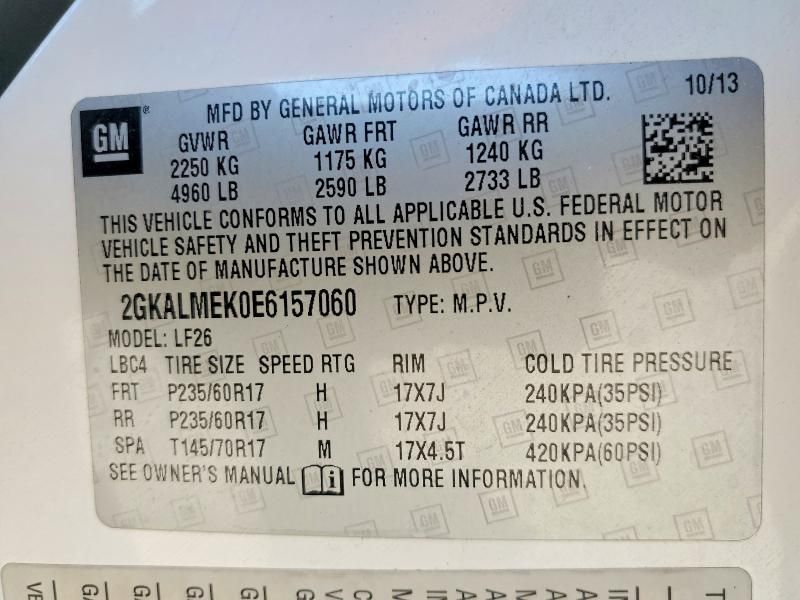 GM ® MFD BY GENERAL MOTORS OF CANADA LTD. 10/13
GVWR GAWR FRT GAWR RR
2250 KG 1175 KG 1240 KG
4960 LB 2590 LB 2733 LB
THIS VEHICLE CONFORMS TO ALL APPLICABLE U.S. FEDERAL MOTOR
VEHICLE SAFETY AND THEFT PREVENTION STANDARDS IN EFFECT ON
THE DATE OF MANUFACTURE SHOWN ABOVE.
2GKALMEK0E6157060 TYPE: M.P.V.
MODEL: LF26
LBC4 TIRE SIZE SPEED RTG RIM COLD TIRE PRESSURE
FRT P235/60R17 H 17X7J 240KPA(35PSI)
RR P235/60R17 H 17X7J 240KPA(35PSI)
SPA T145/70R17 M 17X4.5T 420KPA(60PSI)
SEE OWNER'S MANUAL i FOR MORE INFORMATION.